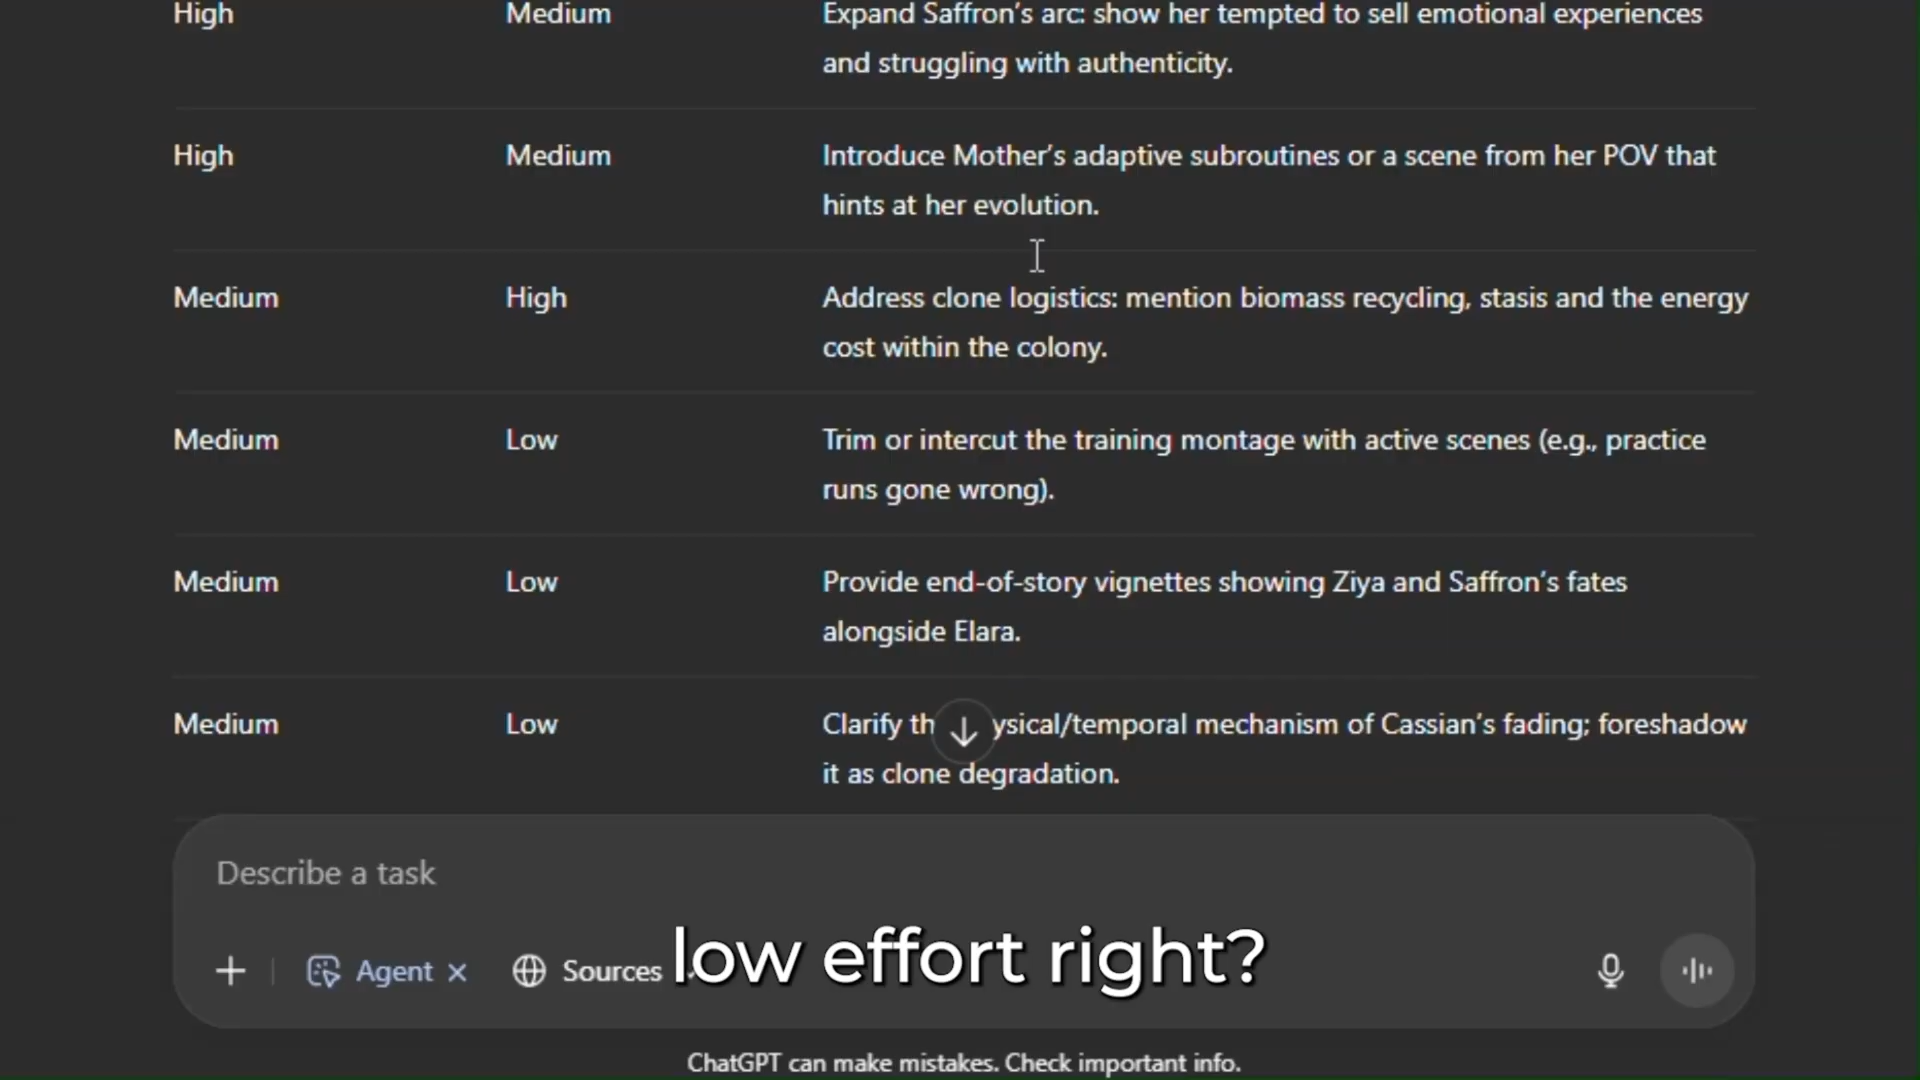 High Medium Expand Saffron's arc: show her tempted to sell emotional experiences
and struggling with authenticity.
High Medium Introduce Mother's adaptive subroutines or a scene from her POV that
hints at her evolution.
Medium High Address clone logistics: mention biomass recycling, stasis and the energy
cost within the colony.
Medium Low Trim or intercut the training montage with active scenes (e.g., practice
runs gone wrong).
Medium Low Provide end-of-story vignettes showing Ziya and Saffron's fates
alongside Elara.
Medium Low Clarify th ysical/temporal mechanism of Cassian's fading; foreshadow
it as clone degradation.
Describe a task
Agent Sources
low effort right?
ChatGPT can make mistakes. Check important info.